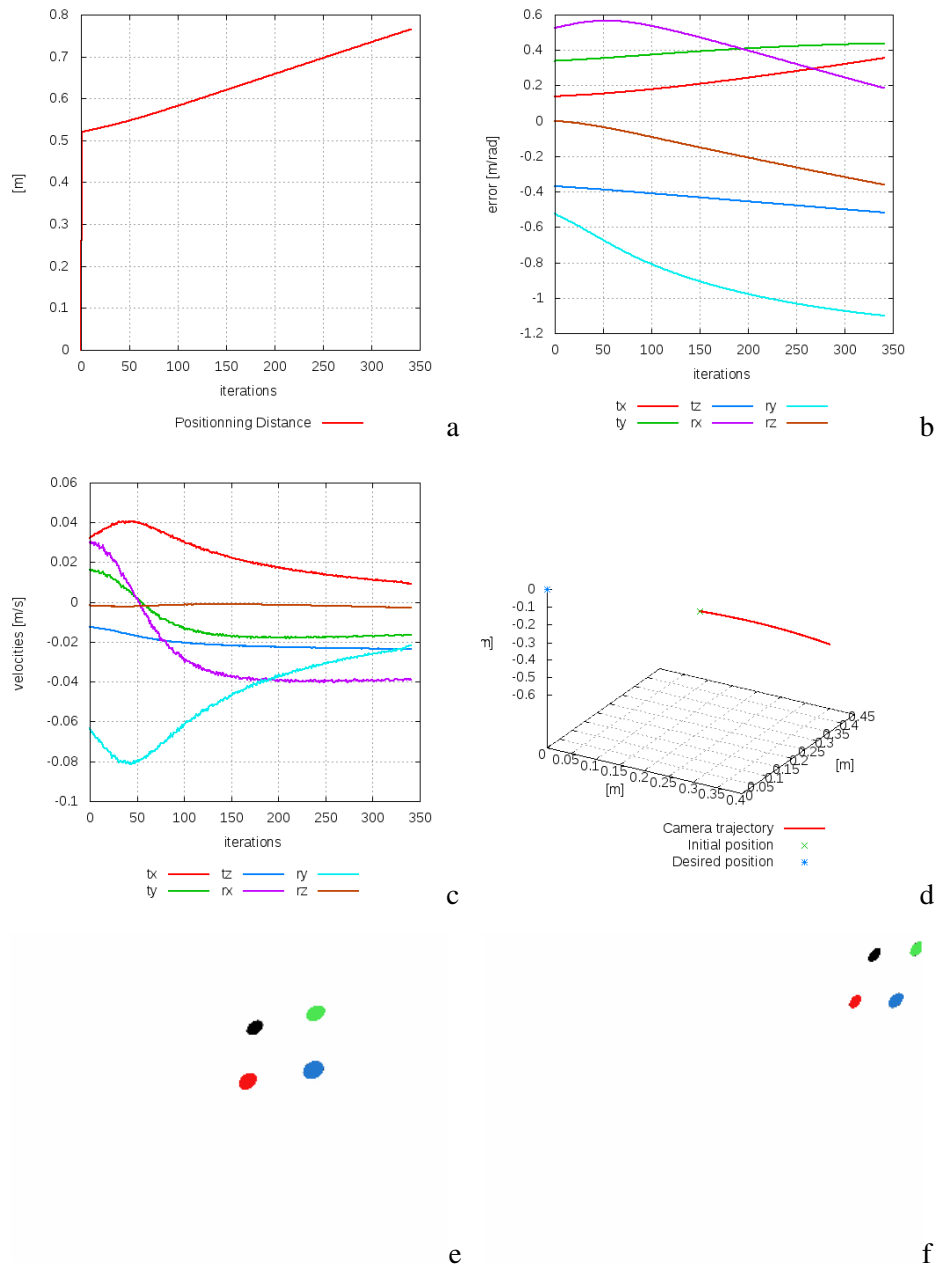 0.8
0.7
0.6
0.5
0.4
0.3
0.2
0.1
0
[m]
0 50 100 150 200 250 300 350
iterations
Positionning Distance
a
0.6
0.4
0.2
0
-0.2
-0.4
-0.6
-0.8
-1
-1.2
error [m/rad]
0 50 100 150 200 250 300 350
iterations
tx tz ry
ty rx rz
b
0.06
0.04
0.02
0
-0.02
-0.04
-0.06
-0.08
-0.1
velocities [m/s]
0 50 100 150 200 250 300 350
iterations
tx tz ry
ty rx rz
c
0
-0.1
-0.2
-0.3
-0.4
-0.5
-0.6
0 0.05 0.1 0.15 0.2 0.25 0.3 0.35 0.4
[m]
0 0.05 0.1 0.15 0.2 0.25 0.3 0.35 0.4 0.45
[m]
Camera trajectory
Initial position
Desired position
d
e
f